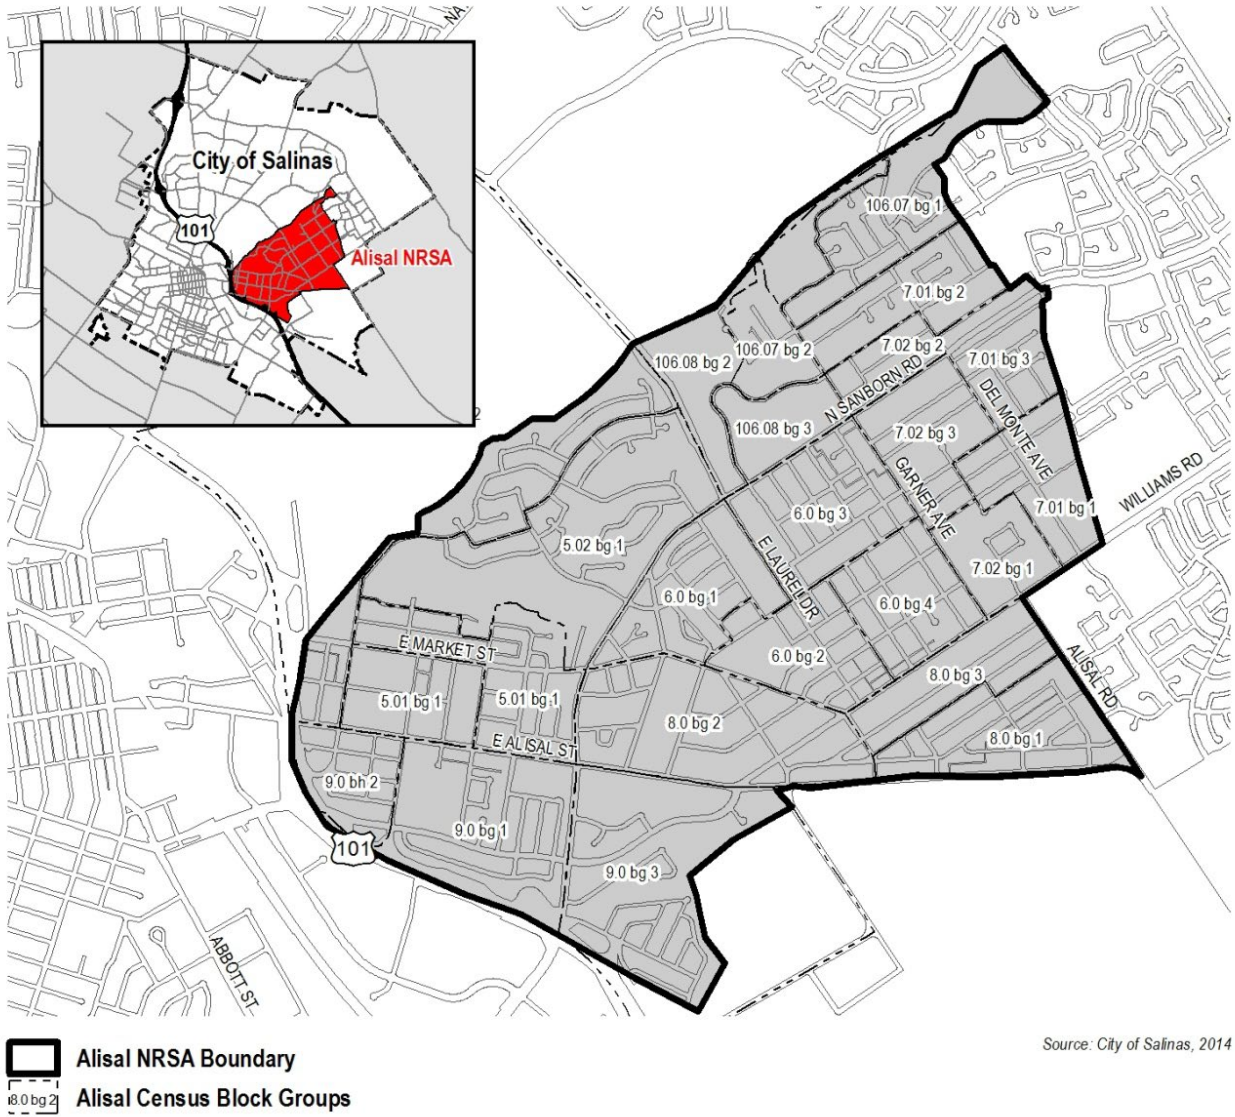 NA
City of Salinas
101
Alisal NRSA
2
106.07 bg 1
7.01 bg 2
106.07 bg 2
7.02 bg 2
106.08 bg 2
7.01 bg 3
N SANBORN RD
DEL MONTE AVE
106.08 bg 3
7.02 bg 3
WILLIAMS RD
GARNER AVE
7.01 bg 1
6.0 bg 3
5.02 bg 1
E LAUREL DR
7.02 bg 1
6.0 bg 1
6.0 bg 4
E MARKET ST
6.0 bg 2
8.0 bg 3
ALISAL RD
5.01 bg 1
5.01 bg 1
8.0 bg 2
8.0 bg 1
E ALISAL ST
9.0 bh 2
9.0 bg 1
101
9.0 bg 3
ABBOTT ST
Source: City of Salinas, 2014
Alisal NRSA Boundary
8.0 bg 2
Alisal Census Block Groups